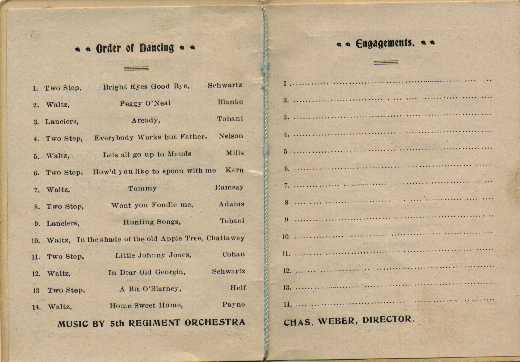 Order of Dancing
1. Two Step, Bright Eyes Good Bye, Schwartz
2. Waltz, Peggy O'Neal Blanke
3. Lanciers, Arcady, Tobani
4. Two Step, Everybody Works but Father. Nelson
5. Waltz, Lets all go up to Mauds Mills
6. Two Step, How'd you like to spoon with me Kern
7. Waltz, Tammy Ramsay
8. Two Step, Want you Fondle me, Adams
9. Lanciers, Hunting Songs, Tobani
10. Waltz, In the shade of the old Apple Tree, Chattaway
11. Two Step, Little Johnny Jones, Cohan
12. Waltz, In Dear Old Georgia, Schwartz
13 Two Step, A Bit O'Blarney, Helf
14. Waltz, Home Sweet Home, Payne
MUSIC BY 5th REGIMENT ORCHESTRA
Engagements.
1
2.
3.
4.
5
6.
7.
8
9
10
11.
12.
13.
14.
CHAS. WEBER, DIRECTOR.